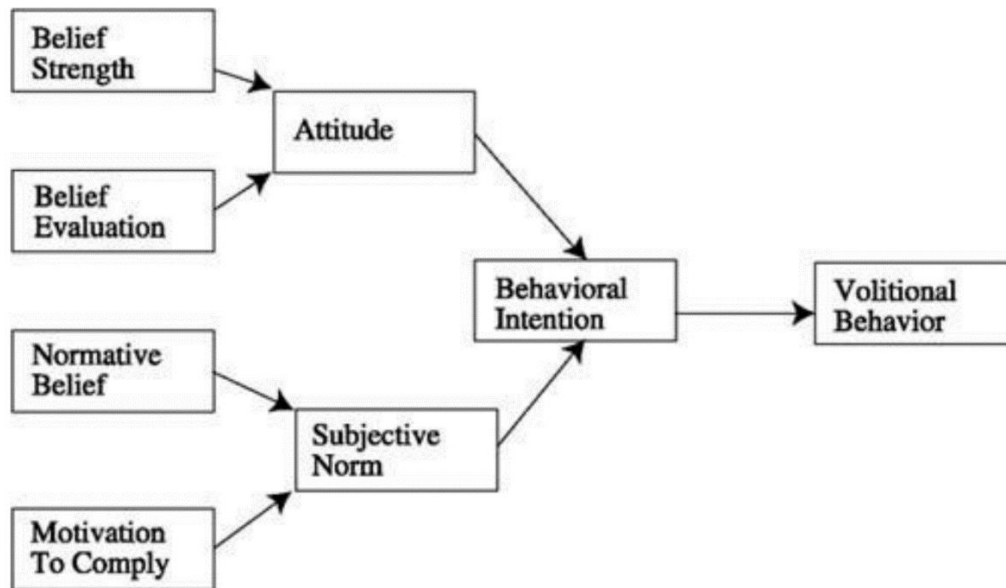 Belief
Strength
Attitude
Belief
Evaluation
Behavioral
Intention
Volitional
Behavior
Normative
Belief
Subjective
Norm
Motivation
To Comply